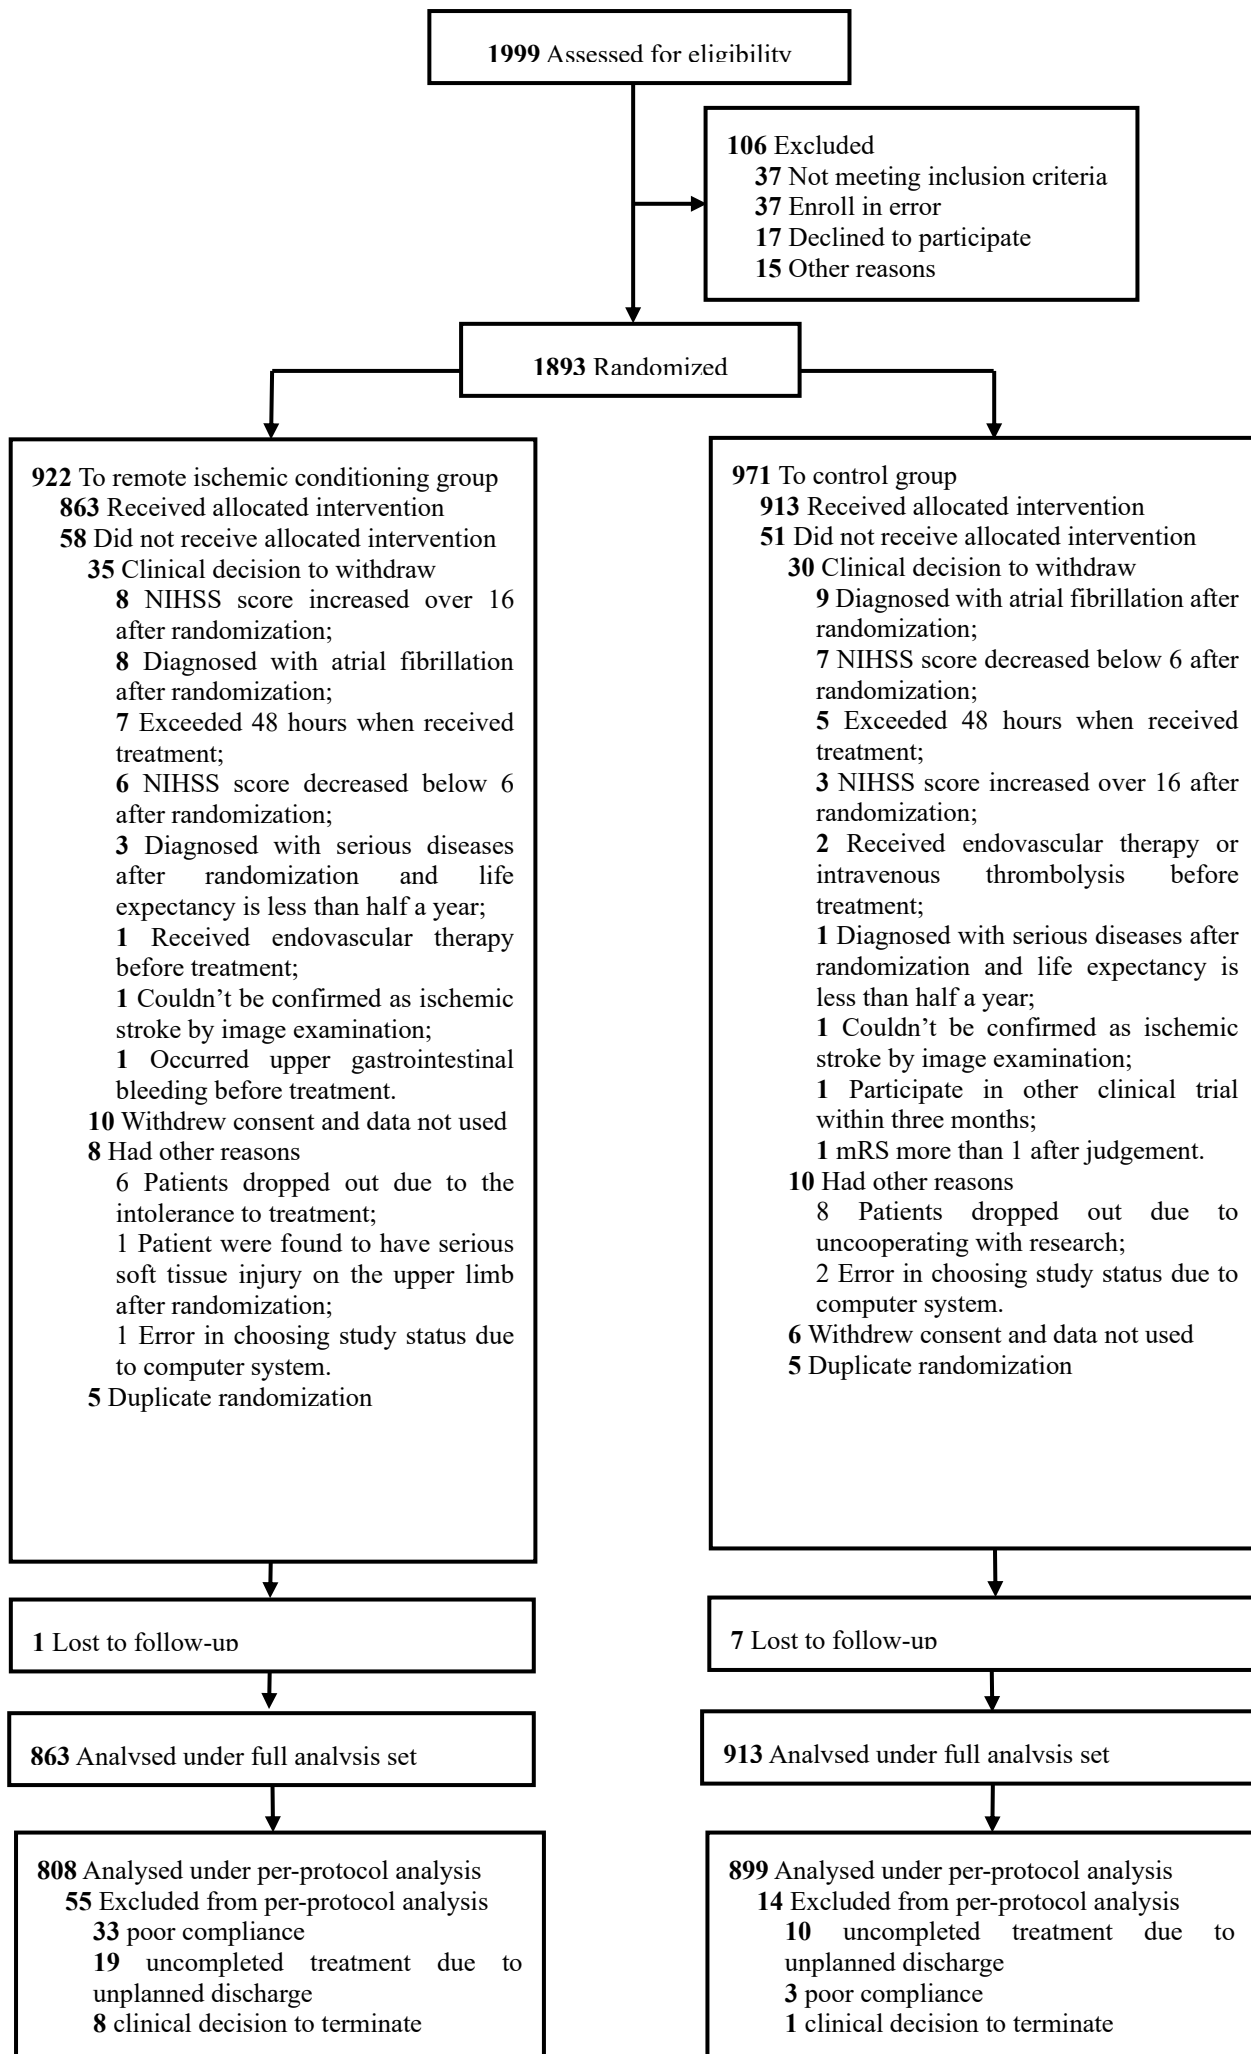 1999 Assessed for eligibility
106 Excluded
37 Not meeting inclusion criteria
37 Enroll in error
17 Declined to participate
15 Other reasons
1893 Randomized
922 To remote ischemic conditioning group
863 Received allocated intervention
58 Did not receive allocated intervention
35 Clinical decision to withdraw
8 NIHSS score increased over 16
after randomization;
8 Diagnosed with atrial fibrillation
after randomization;
7 Exceeded 48 hours when received
treatment;
6 NIHSS score decreased below 6
after randomization;
3 Diagnosed with serious diseases
after randomization and life
expectancy is less than half a year;
1 Received endovascular therapy
before treatment;
1 Couldn’t be confirmed as ischemic
stroke by image examination;
1 Occurred upper gastrointestinal
bleeding before treatment.
10 Withdrew consent and data not used
8 Had other reasons
6 Patients dropped out due to the
intolerance to treatment;
1 Patient were found to have serious
soft tissue injury on the upper limb
after randomization;
1 Error in choosing study status due
to computer system.
5 Duplicate randomization
971 To control group
913 Received allocated intervention
51 Did not receive allocated intervention
30 Clinical decision to withdraw
9 Diagnosed with atrial fibrillation after
randomization;
7 NIHSS score decreased below 6 after
randomization;
5 Exceeded 48 hours when received
treatment;
3 NIHSS score increased over 16 after
randomization;
2 Received endovascular therapy or
intravenous thrombolysis before
treatment;
1 Diagnosed with serious diseases after
randomization and life expectancy is
less than half a year;
1 Couldn’t be confirmed as ischemic
stroke by image examination;
1 Participate in other clinical trial
within three months;
1 mRS more than 1 after judgement.
10 Had other reasons
8 Patients dropped out due to
uncooperating with research;
2 Error in choosing study status due to
computer system.
6 Withdrew consent and data not used
5 Duplicate randomization
1 Lost to follow-up
7 Lost to follow-up
863 Analysed under full analysis set
913 Analysed under full analysis set
808 Analysed under per-protocol analysis
55 Excluded from per-protocol analysis
33 poor compliance
19 uncompleted treatment due to
unplanned discharge
8 clinical decision to terminate
899 Analysed under per-protocol analysis
14 Excluded from per-protocol analysis
10 uncompleted treatment due to
unplanned discharge
3 poor compliance
1 clinical decision to terminate